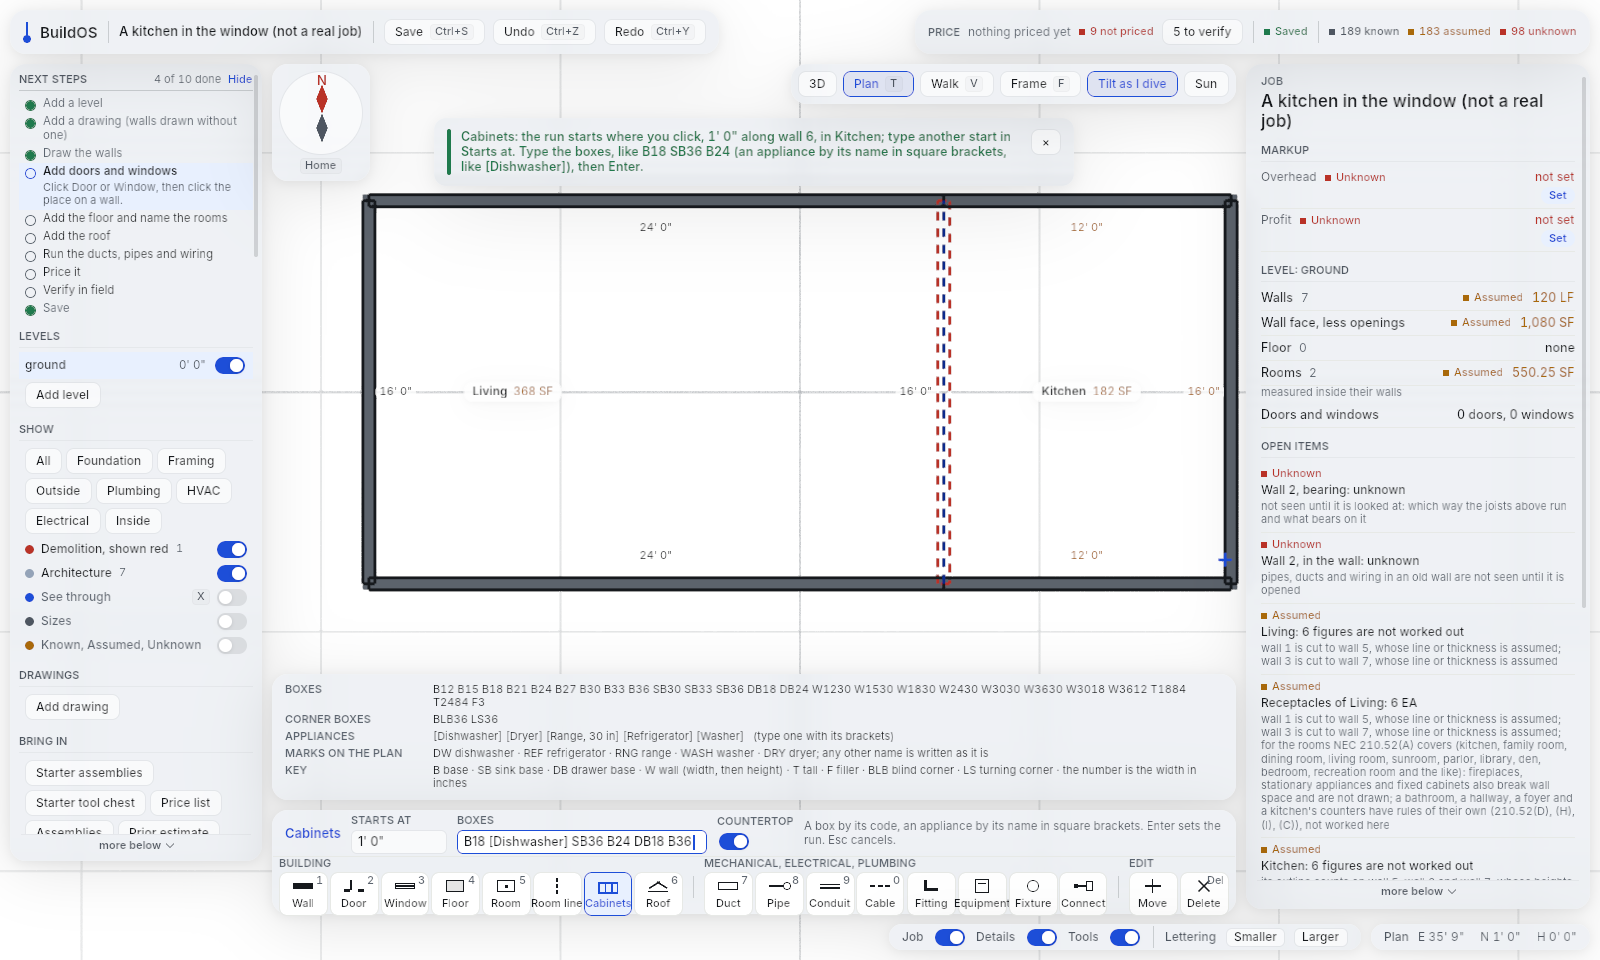 BuildOS
A kitchen in the window (not a real job)
Save Ctrl+S
Undo Ctrl+Z
Redo Ctrl+Y
PRICE nothing priced yet 9 not priced
5 to verify
Saved
189 known 183 assumed 98 unknown
NEXT STEPS 4 of 10 done Hide
Add a level
Add a drawing (walls drawn without
one)
Draw the walls
Add doors and windows
Click Door or Window, then click the
place on a wall.
Add the floor and name the rooms
Add the roof
Run the ducts, pipes and wiring
Price it
Verify in field
Save
LEVELS
ground 0' 0"
Add level
SHOW
All Foundation Framing
Outside Plumbing HVAC
Electrical Inside
Demolition, shown red 1
Architecture 7
See through X
Sizes
Known, Assumed, Unknown
DRAWINGS
Add drawing
BRING IN
Starter assemblies
Starter tool chest Price list
Assemblies Prior estimate
more below
N
Home
3D Plan T Walk V Frame F Tilt as I dive Sun
Cabinets: the run starts where you click, 1' 0" along wall 6, in Kitchen; type another start in
Starts at. Type the boxes, like B18 SB36 B24 (an appliance by its name in square brackets,
like [Dishwasher]), then Enter.
×
24' 0" 12' 0"
16' 0" Living 368 SF 16' 0" Kitchen 182 SF 16' 0"
24' 0" 12' 0"
BOXES B12 B15 B18 B21 B24 B27 B30 B33 B36 SB30 SB33 SB36 DB18 DB24 W1230 W1530 W1830 W2430 W3030 W3630 W3018 W3612 T1884
T2484 F3
CORNER BOXES BLB36 LS36
APPLIANCES [Dishwasher] [Dryer] [Range, 30 in] [Refrigerator] [Washer] (type one with its brackets)
MARKS ON THE PLAN DW dishwasher · REF refrigerator · RNG range · WASH washer · DRY dryer; any other name is written as it is
KEY B base · SB sink base · DB drawer base · W wall (width, then height) · T tall · F filler · BLB blind corner · LS turning corner · the number is the width in
inches
Cabinets
STARTS AT
1' 0"
BOXES
B18 [Dishwasher] SB36 B24 DB18 B36
COUNTERTOP
A box by its code, an appliance by its name in square brackets. Enter sets the
run. Esc cancels.
BUILDING
Wall 1
Door 2
Window 3
Floor 4
Room 5
Room line
Cabinets
Roof 6
MECHANICAL, ELECTRICAL, PLUMBING
Duct 7
Pipe 8
Conduit 9
Cable 0
Fitting
Equipment
Fixture
Connect
EDIT
Move
Delete Del
Job Details Tools
Lettering Smaller Larger
Plan E 35' 9" N 1' 0" H 0' 0"
JOB
A kitchen in the window (not a real
job)
MARKUP
Overhead Unknown not set
Set
Profit Unknown not set
Set
LEVEL: GROUND
Walls 7 Assumed 120 LF
Wall face, less openings Assumed 1,080 SF
Floor 0 none
Rooms 2 Assumed 550.25 SF
measured inside their walls
Doors and windows 0 doors, 0 windows
OPEN ITEMS
Unknown
Wall 2, bearing: unknown
not seen until it is looked at: which way the joists above run
and what bears on it
Unknown
Wall 2, in the wall: unknown
pipes, ducts and wiring in an old wall are not seen until it is
opened
Assumed
Living: 6 figures are not worked out
wall 1 is cut to wall 5, whose line or thickness is assumed;
wall 3 is cut to wall 7, whose line or thickness is assumed
Assumed
Receptacles of Living: 6 EA
wall 1 is cut to wall 5, whose line or thickness is assumed;
wall 3 is cut to wall 7, whose line or thickness is assumed;
for the rooms NEC 210.52(A) covers (kitchen, family room,
dining room, living room, sunroom, parlor, library, den,
bedroom, recreation room and the like): fireplaces,
stationary appliances and fixed cabinets also break wall
space and are not drawn; a bathroom, a hallway, a foyer and
a kitchen's counters have rules of their own (210.52(D), (H),
(I), (C)), not worked here
Assumed
Kitchen: 6 figures are not worked out
more below